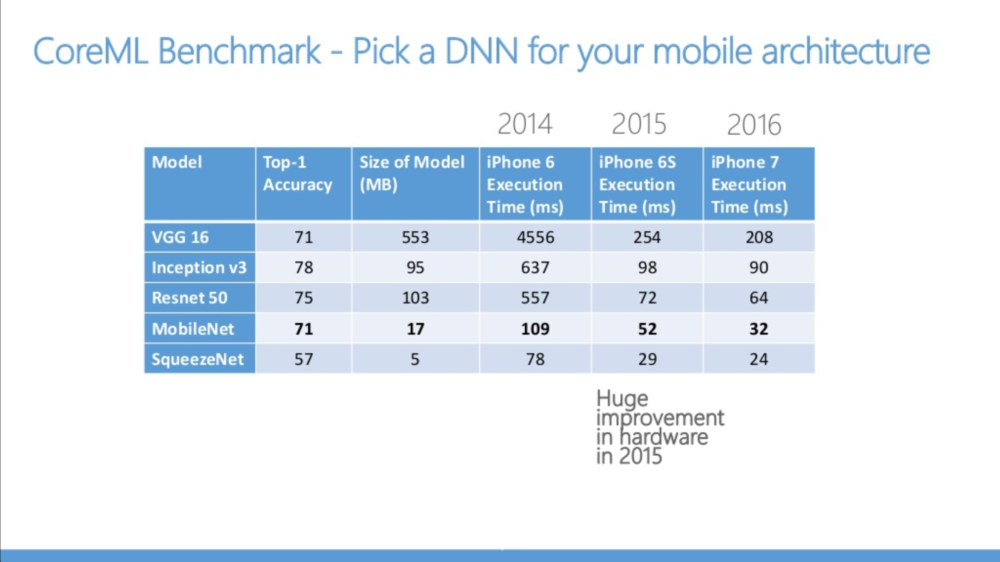 CoreML Benchmark - Pick a DNN for your mobile architecture
2014 2015 2016
Model Top-1 Accuracy Size of Model (MB) iPhone 6 Execution Time (ms) iPhone 6S Execution Time (ms) iPhone 7 Execution Time (ms)
VGG 16 71 553 4556 254 208
Inception v3 78 95 637 98 90
Resnet 50 75 103 557 72 64
MobileNet 71 17 109 52 32
SqueezeNet 57 5 78 29 24
Huge
improvement
in hardware
in 2015